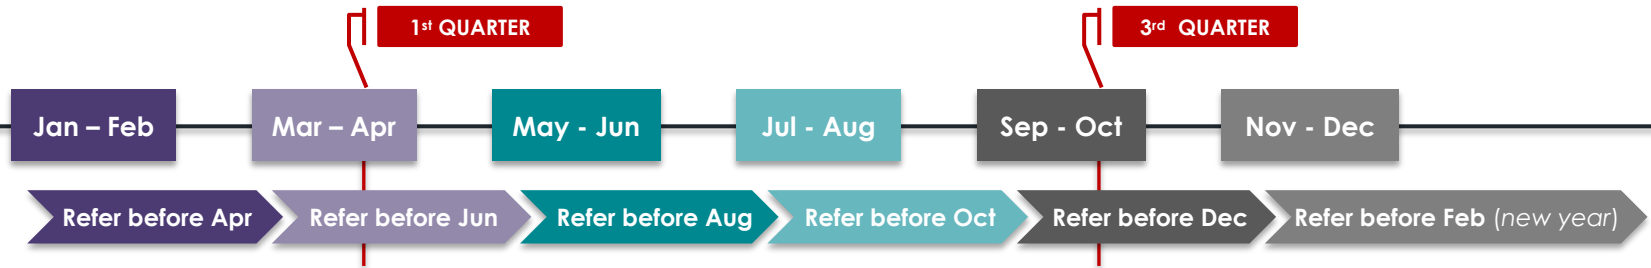 1st QUARTER
3rd QUARTER
Jan – Feb
Mar – Apr
May - Jun
Jul - Aug
Sep - Oct
Nov - Dec
Refer before Apr
Refer before Jun
Refer before Aug
Refer before Oct
Refer before Dec
Refer before Feb (new year)